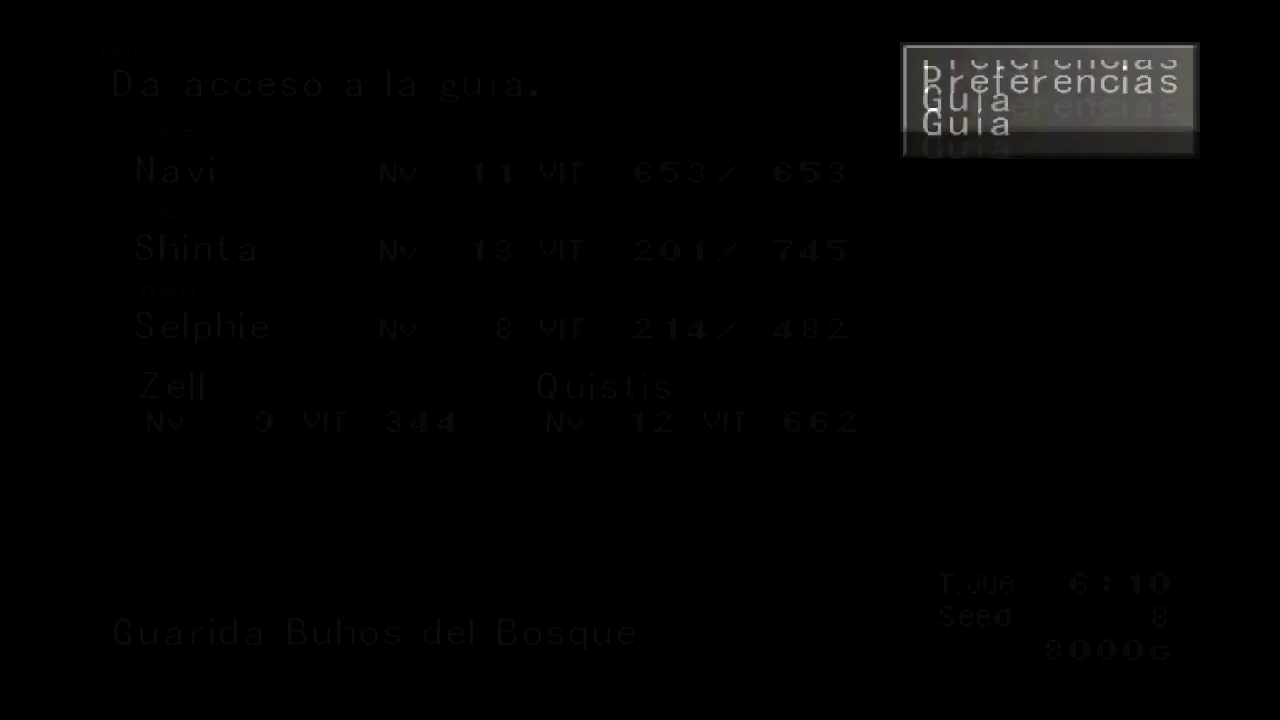 Da acceso a la guía.
Preferencias
Guía
Guía
Navi Nv 11 VIT 653/ 653
Shinta Nv 13 VIT 201/ 745
Selphie Nv 8 VIT 214/ 482
Zell Quistis
Nv 9 VIT 344 Nv 12 VIT 662
T.Jue 6:10
Seed 8
Guarida Búhos del Bosque
8000G